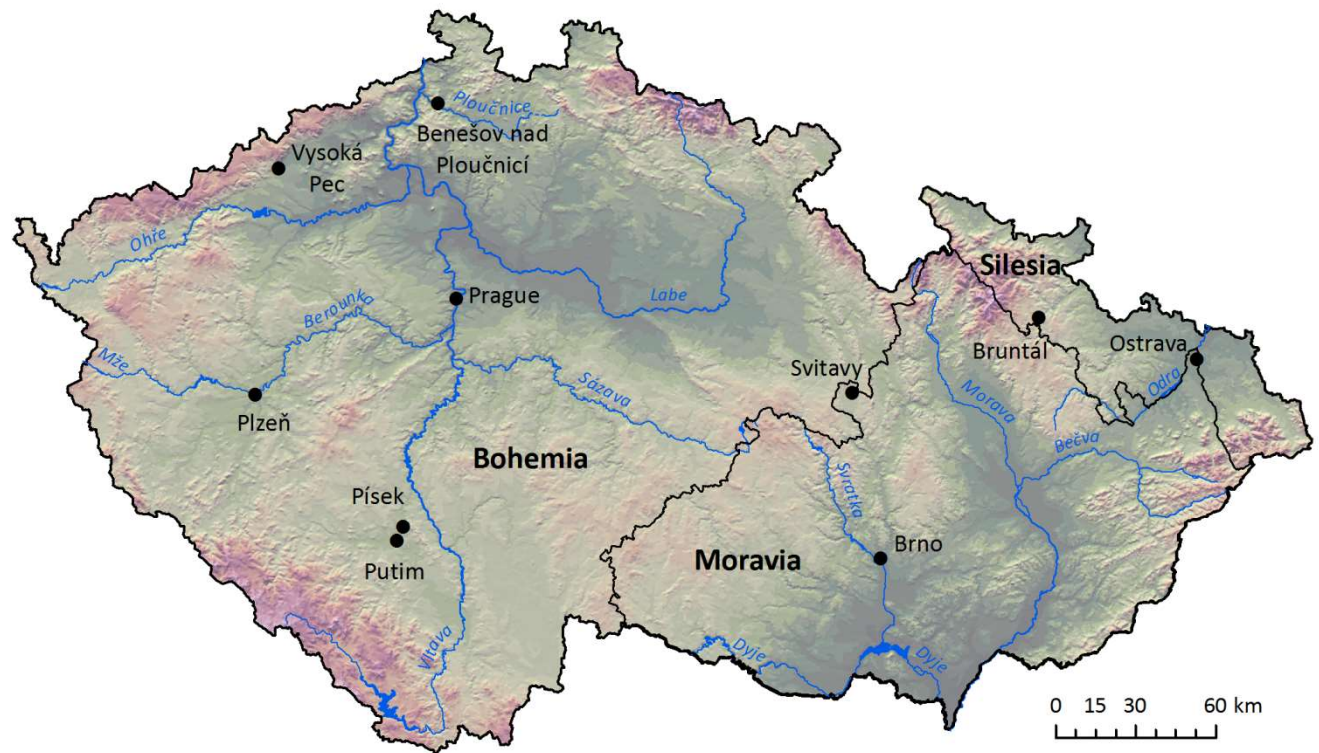 Ploučnice
Benešov nad
Ploučnicí
Vysoká
Pec
Ohře
Silesia
Prague
Labe
Berounka
Bruntál
Ostrava
Mže
Svitavy
Odra
Sázava
Morava
Plzeň
Bečva
Bohemia
Svratka
Písek
Brno
Moravia
Putim
Vltava
Dyje
Dyje
0 15 30 60 km